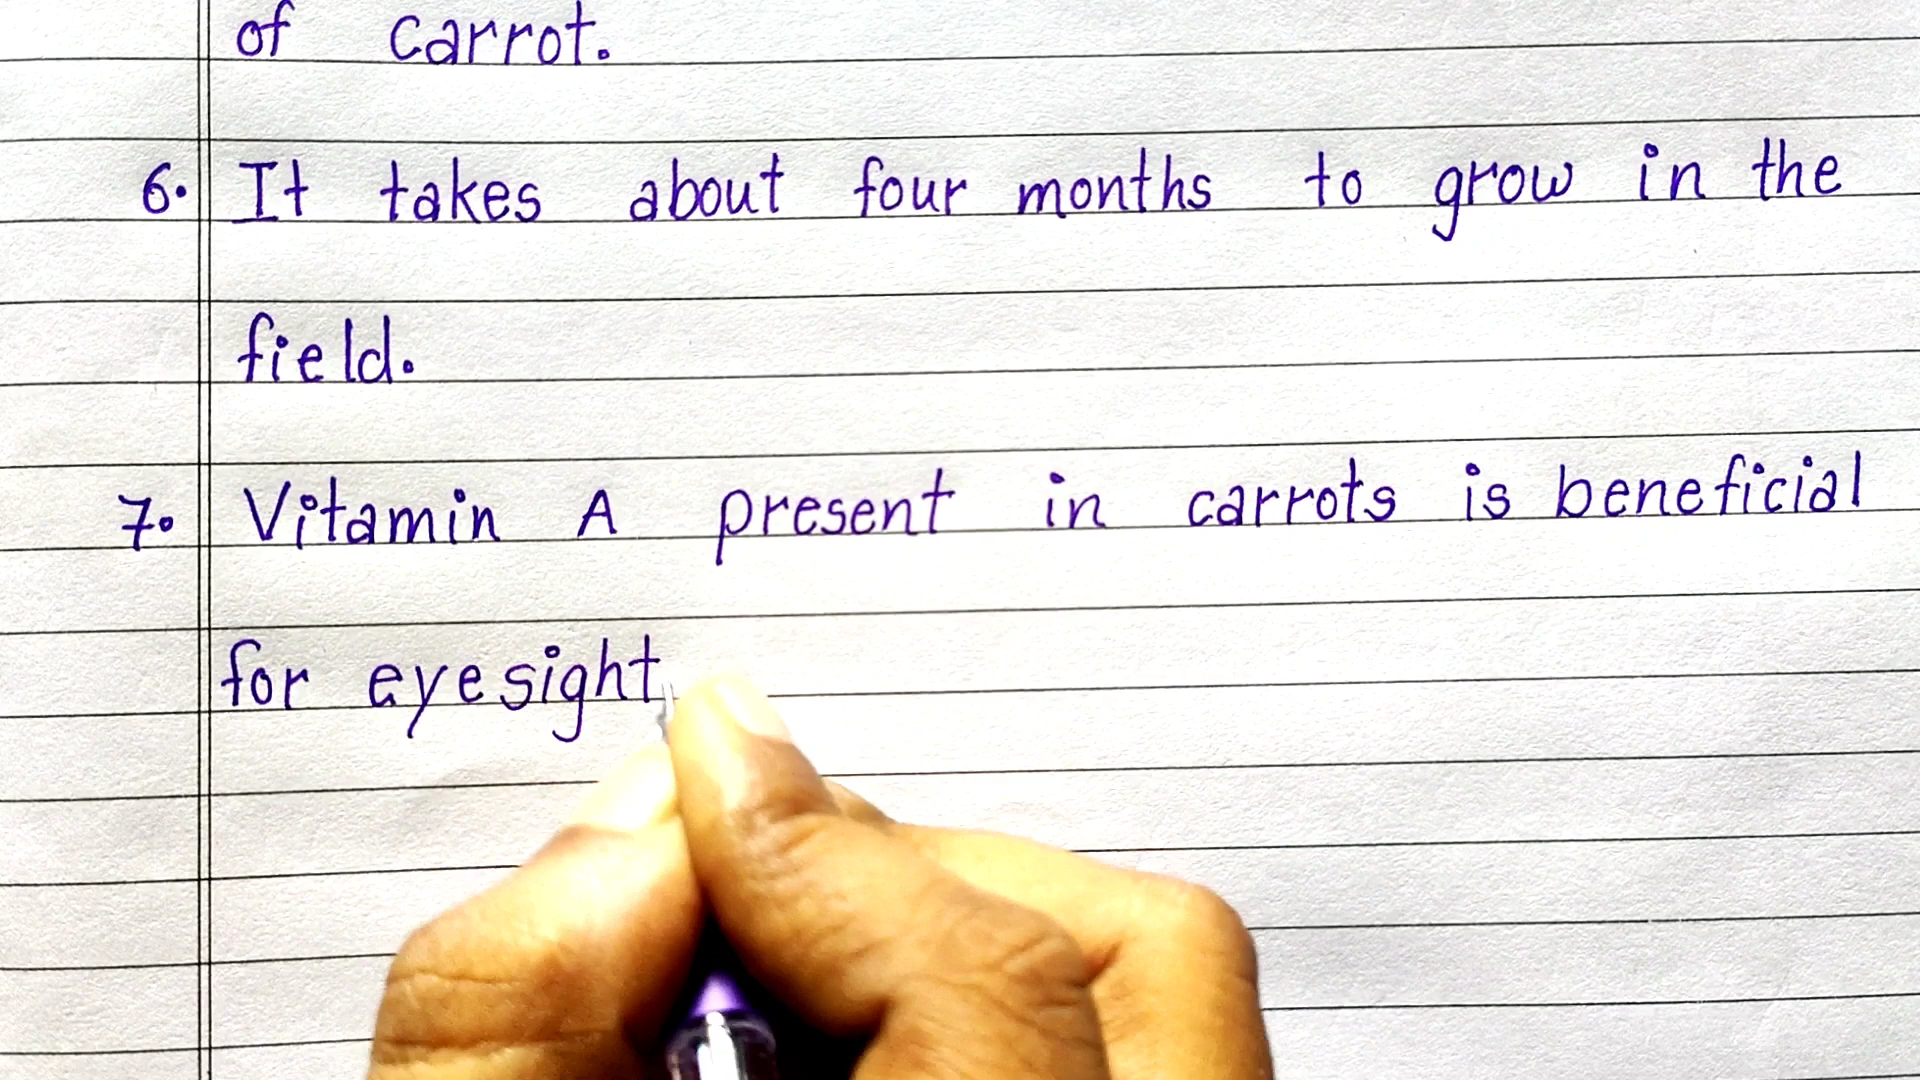 of carrot.
6. It takes about four months to grow in the
field.
7. Vitamin A present in carrots is beneficial
for eyesight